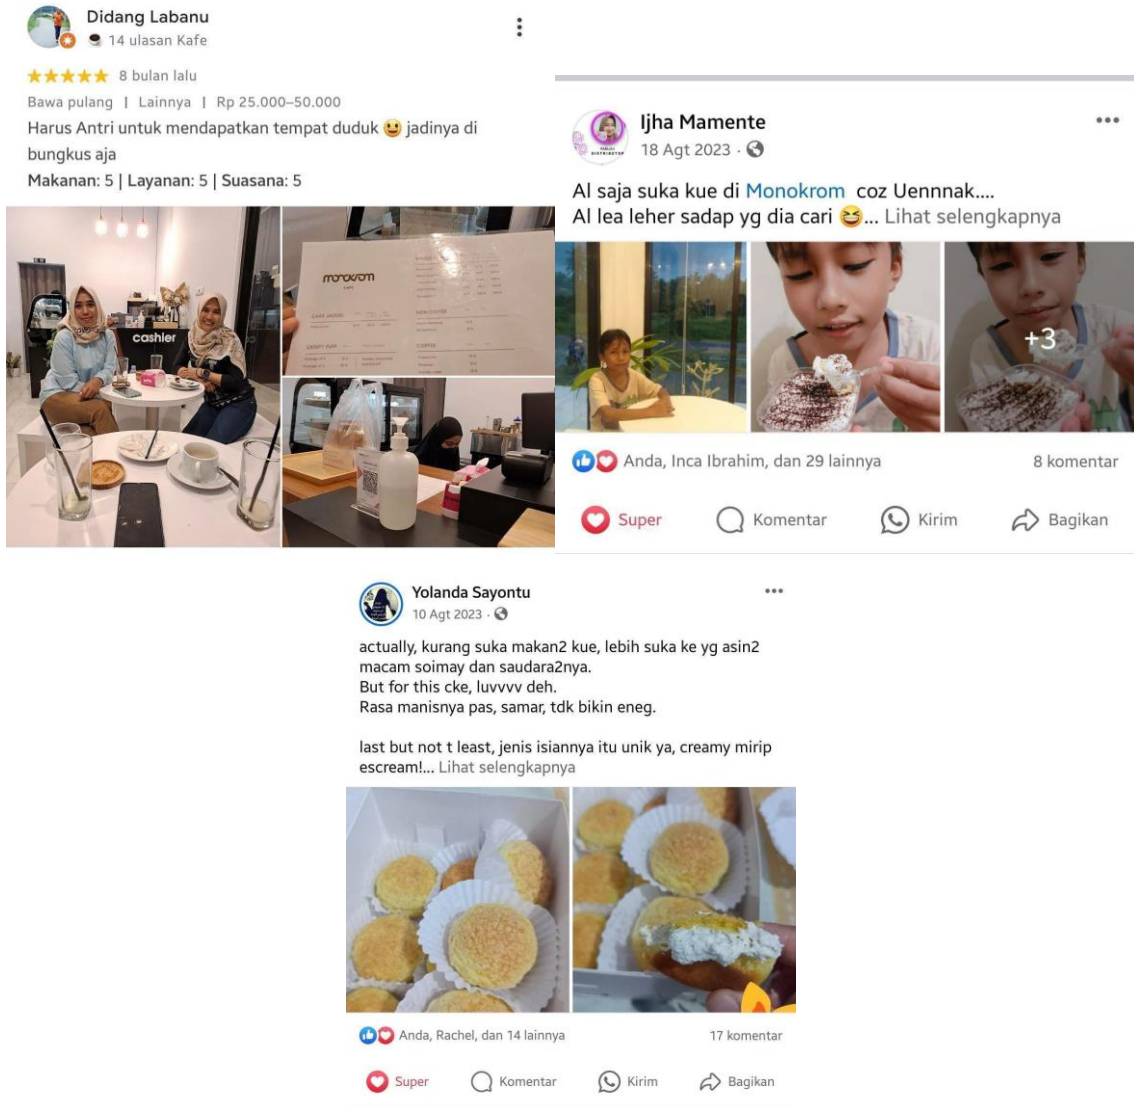 Didang Labanu
14 ulasan Kafe
8 bulan lalu
Bawa pulang | Lainnya | Rp 25.000–50.000
Harus Antri untuk mendapatkan tempat duduk 😃 jadinya di
bungkus aja
Makanan: 5 | Layanan: 5 | Suasana: 5
cashier
monokrom
CAFE
Ijha Mamente
18 Agt 2023
Al saja suka kue di Monokrom coz Uennnak....
Al lea leher sadap yg dia cari 😆... Lihat selengkapnya
+3
Anda, Inca Ibrahim, dan 29 lainnya
8 komentar
Super
Komentar
Kirim
Bagikan
Yolanda Sayontu
10 Agt 2023
actually, kurang suka makan2 kue, lebih suka ke yg asin2
macam soimay dan saudara2nya.
But for this cke, luvvvv deh.
Rasa manisnya pas, samar, tdk bikin eneg.
last but not t least, jenis isiannya itu unik ya, creamy mirip
escream!... Lihat selengkapnya
Anda, Rachel, dan 14 lainnya
17 komentar
Super
Komentar
Kirim
Bagikan